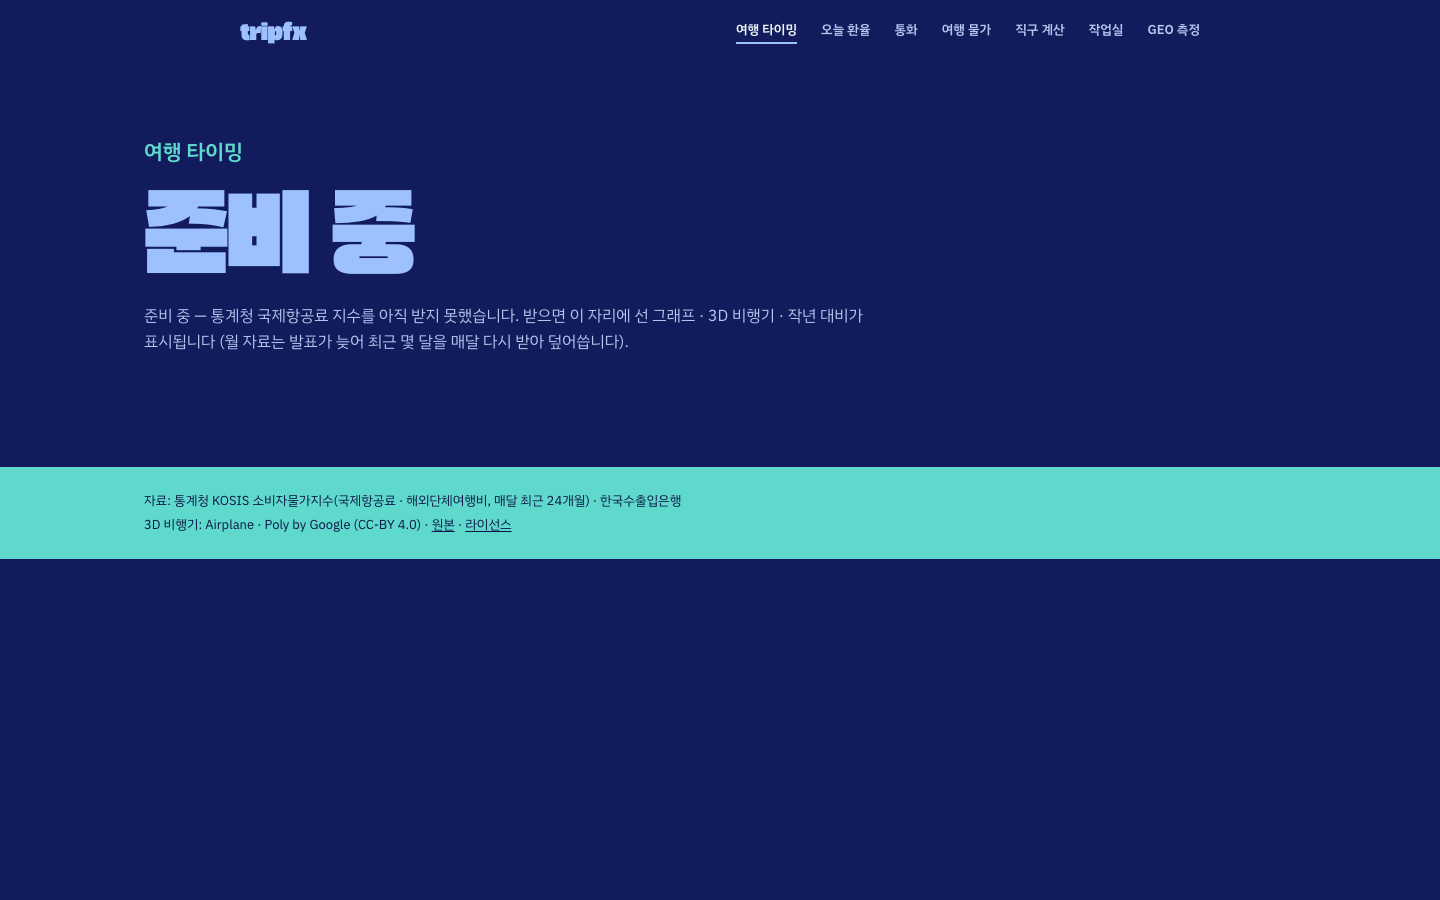 tripfx
여행 타이밍
오늘 환율
통화
여행 물가
직구 계산
작업실
GEO 측정
여행 타이밍
준비 중
준비 중 — 통계청 국제항공료 지수를 아직 받지 못했습니다. 받으면 이 자리에 선 그래프 · 3D 비행기 · 작년 대비가
표시됩니다 (월 자료는 발표가 늦어 최근 몇 달을 매달 다시 받아 덮어씁니다).
자료: 통계청 KOSIS 소비자물가지수(국제항공료 · 해외단체여행비, 매달 최근 24개월) · 한국수출입은행
3D 비행기: Airplane · Poly by Google (CC-BY 4.0) · 원본 · 라이선스